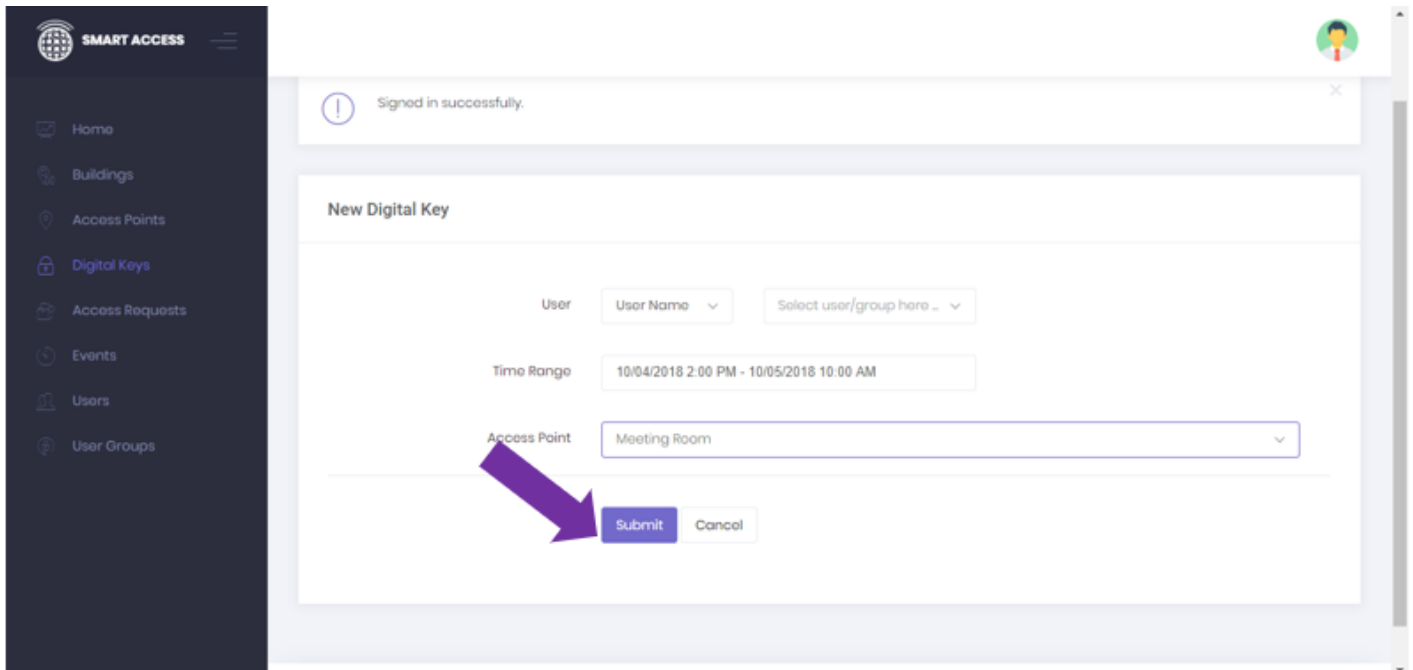 SMART ACCESS
Signed in successfully.
Home
Buildings
Access Points
Digital Keys
Access Requests
Events
Users
User Groups
New Digital Key
User
User Name
Select user/group here ...
Time Range
10/04/2018 2:00 PM - 10/05/2018 10:00 AM
Access Point
Meeting Room
Submit
Cancel